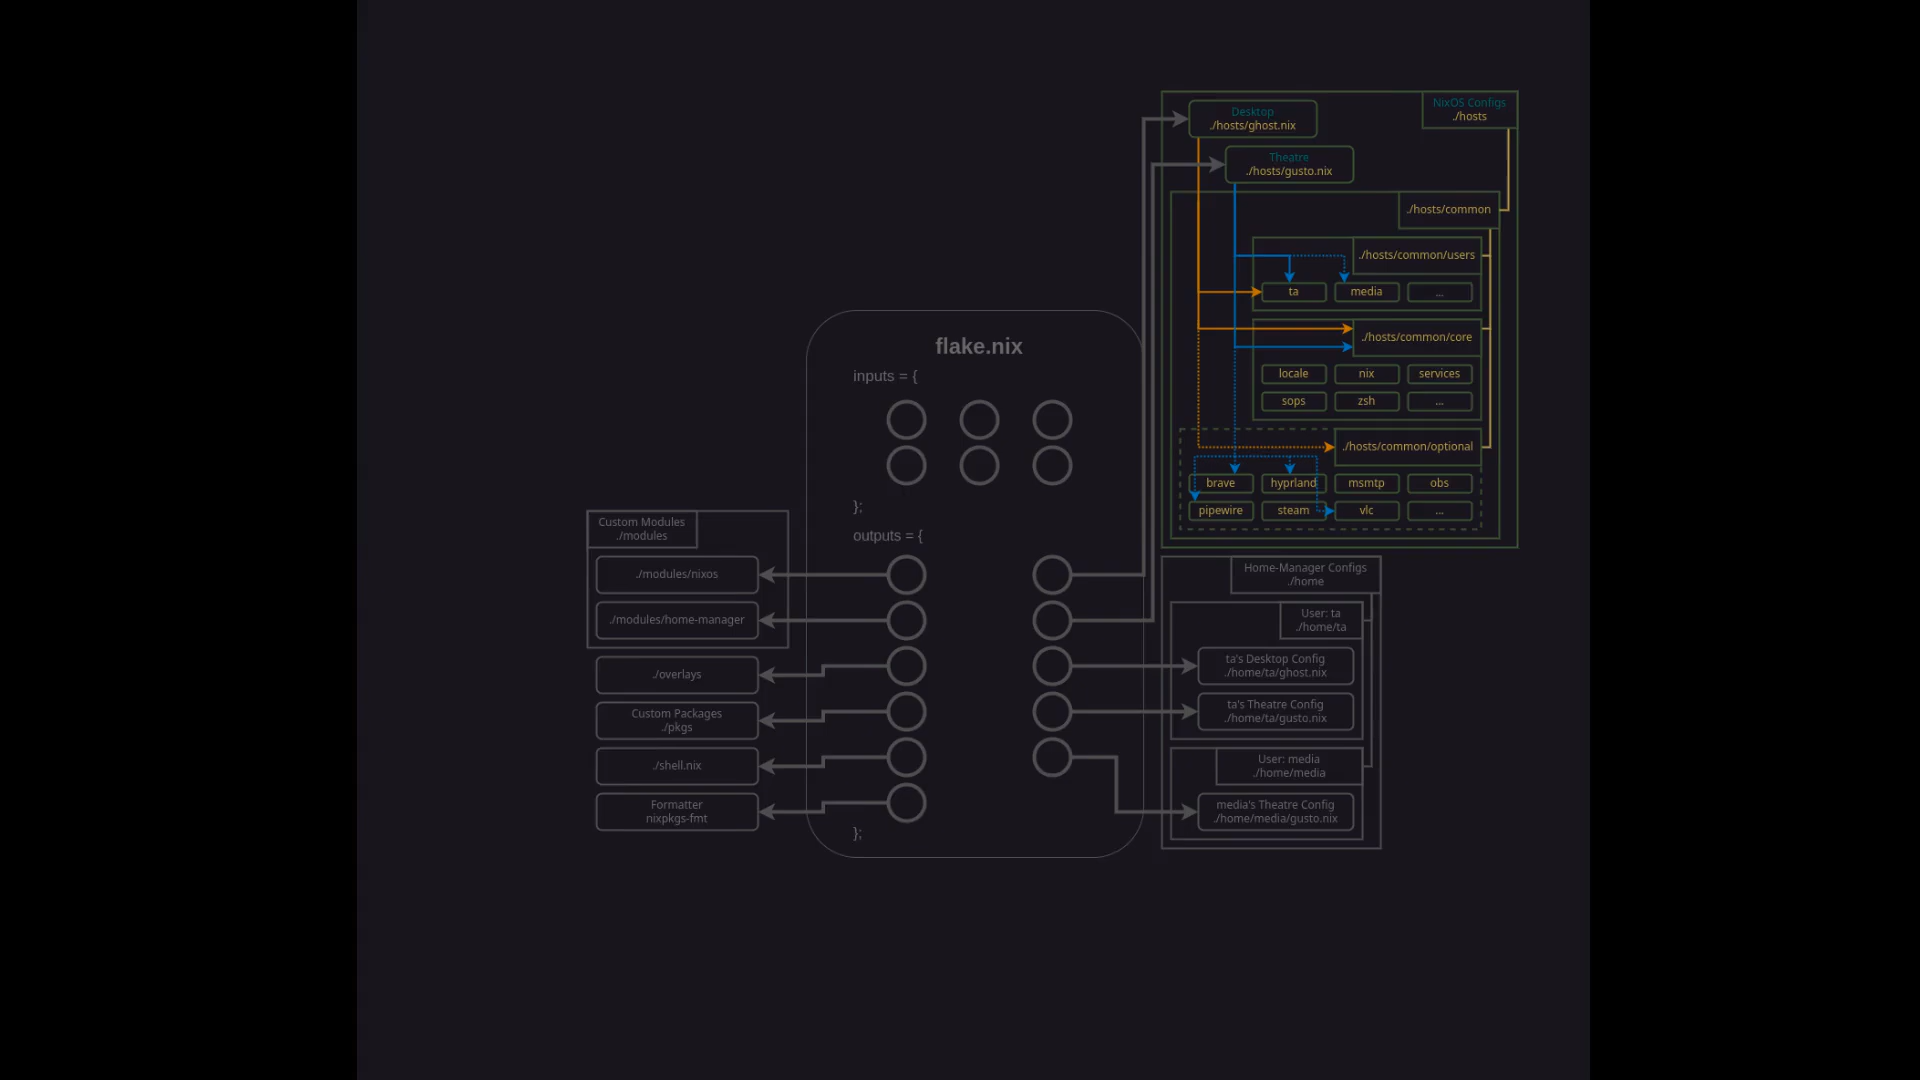 NixOS Configs
./hosts
Desktop
./hosts/ghost.nix
Theatre
./hosts/gusto.nix
./hosts/common
./hosts/common/users
ta
media
...
./hosts/common/core
locale
nix
services
sops
zsh
...
./hosts/common/optional
brave
hyprland
msmtp
obs
pipewire
steam
vlc
...
flake.nix
inputs = {
};
outputs = {
};
Custom Modules
./modules
./modules/nixos
./modules/home-manager
./overlays
Custom Packages
./pkgs
./shell.nix
Formatter
nixpkgs-fmt
Home-Manager Configs
./home
User: ta
./home/ta
ta's Desktop Config
./home/ta/ghost.nix
ta's Theatre Config
./home/ta/gusto.nix
User: media
./home/media
media's Theatre Config
./home/media/gusto.nix